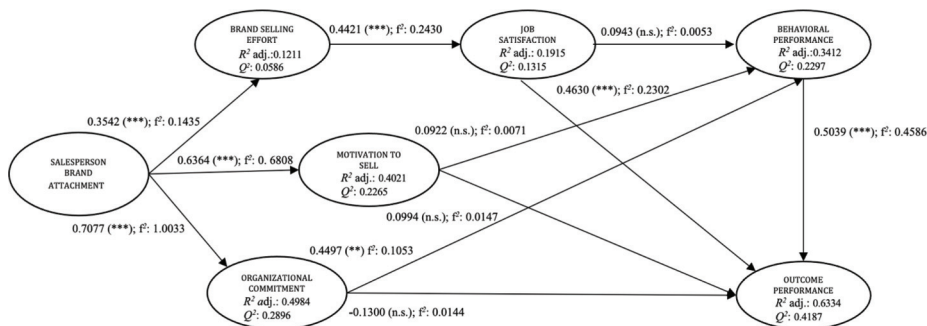 BRAND SELLING
EFFORT
R² adj.:0.1211
Q²: 0.0586
0.4421 (***); f²: 0.2430
JOB
SATISFACTION
R² adj.: 0.1915
Q²: 0.1315
0.0943 (n.s.); f²: 0.0053
BEHAVIORAL
PERFORMANCE
R² adj.:0.3412
Q²: 0.2297
0.4630 (***); f²: 0.2302
0.3542 (***); f²: 0.1435
0.0922 (n.s.); f²: 0.0071
0.5039 (***); f²: 0.4586
SALESPERSON
BRAND
ATTACHMENT
0.6364 (***); f²: 0. 6808
MOTIVATION TO
SELL
R² adj.: 0.4021
Q²: 0.2265
0.0994 (n.s.); f²: 0.0147
0.7077 (***); f²: 1.0033
0.4497 (**) f²: 0.1053
ORGANIZATIONAL
COMMITMENT
R² adj.: 0.4984
Q²: 0.2896
-0.1300 (n.s.); f²: 0.0144
OUTCOME
PERFORMANCE
R² adj.: 0.6334
Q²: 0.4187